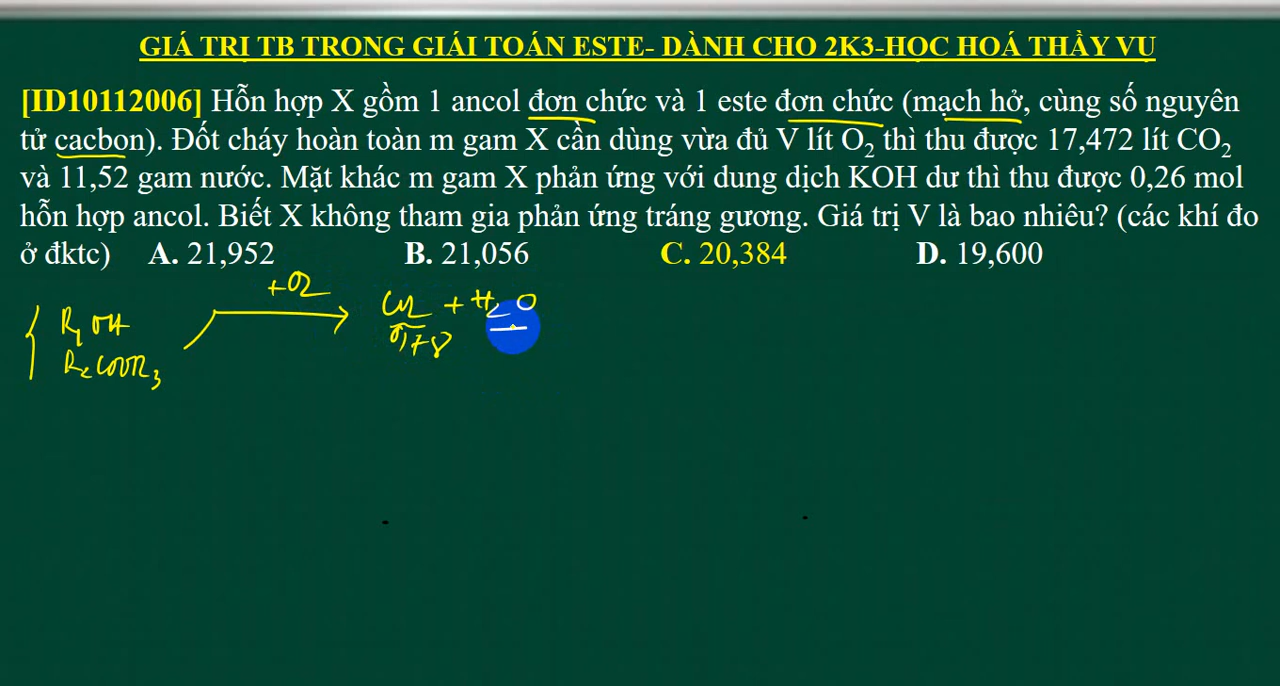 GIÁ TRỊ TB TRONG GIẢI TOÁN ESTE- DÀNH CHO 2K3-HỌC HOÁ THẦY VỤ
[ID10112006] Hỗn hợp X gồm 1 ancol đơn chức và 1 este đơn chức (mạch hở, cùng số nguyên
tử cacbon). Đốt cháy hoàn toàn m gam X cần dùng vừa đủ V lít O₂ thì thu được 17,472 lít CO₂
và 11,52 gam nước. Mặt khác m gam X phản ứng với dung dịch KOH dư thì thu được 0,26 mol
hỗn hợp ancol. Biết X không tham gia phản ứng tráng gương. Giá trị V là bao nhiêu? (các khí đo
ở đktc) A. 21,952 B. 21,056 C. 20,384 D. 19,600
+O₂
R₁OH
CO₂ + H₂O
0,78
R₂COOR₃